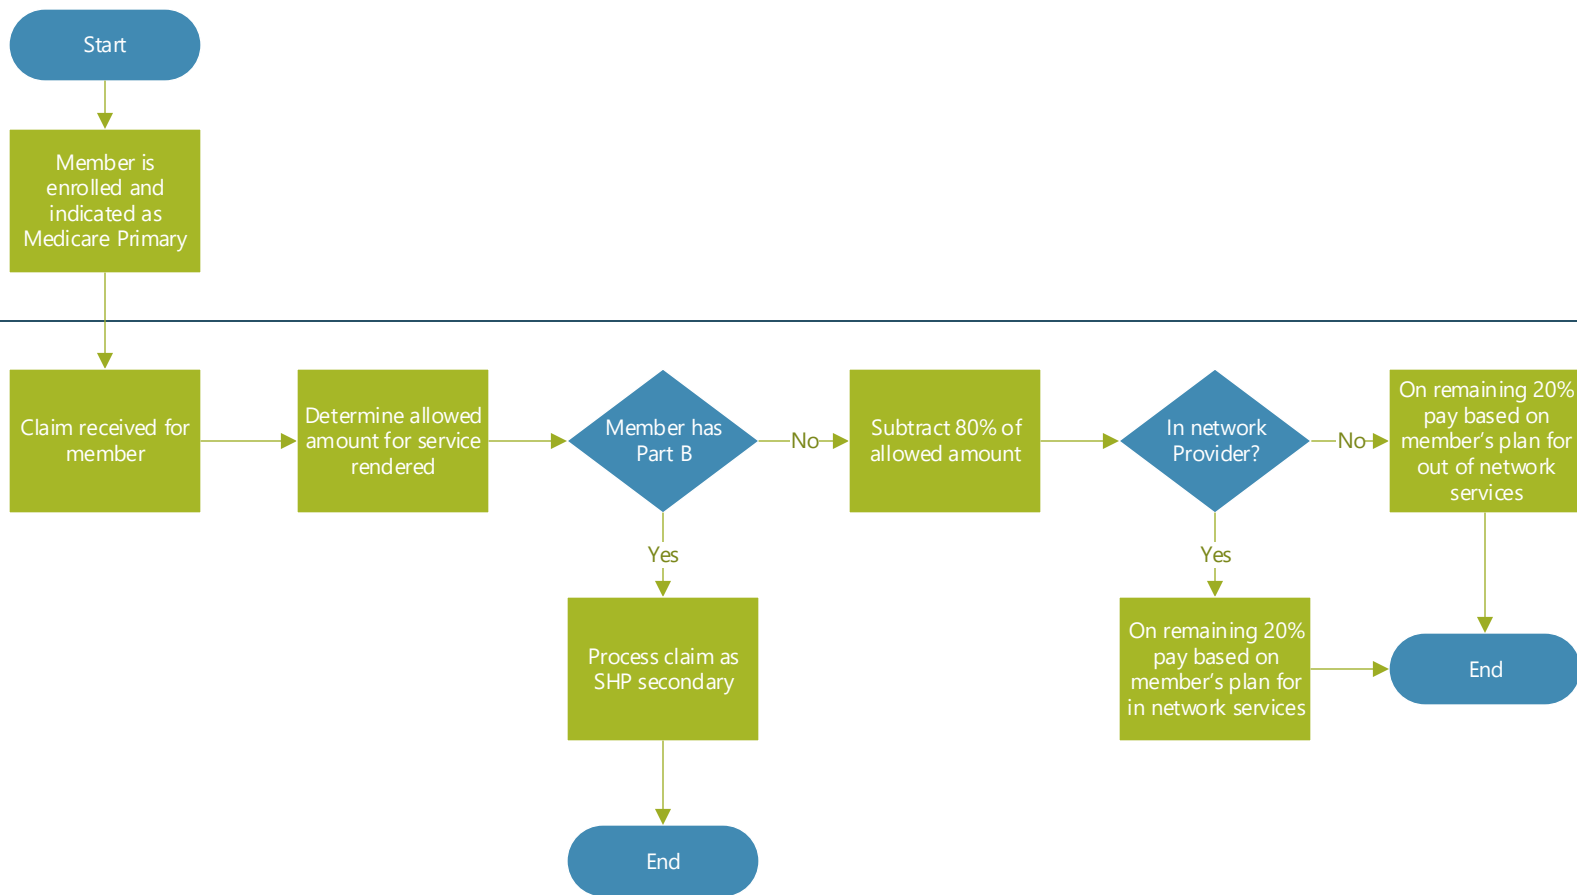 Start
Member is
enrolled and
indicated as
Medicare Primary
Claim received for
member
Determine allowed
amount for service
rendered
Member has
Part B
No
Subtract 80% of
allowed amount
In network
Provider?
No
On remaining 20%
pay based on
member's plan for
out of network
services
Yes
Process claim as
SHP secondary
End
Yes
On remaining 20%
pay based on
member's plan for
in network services
End